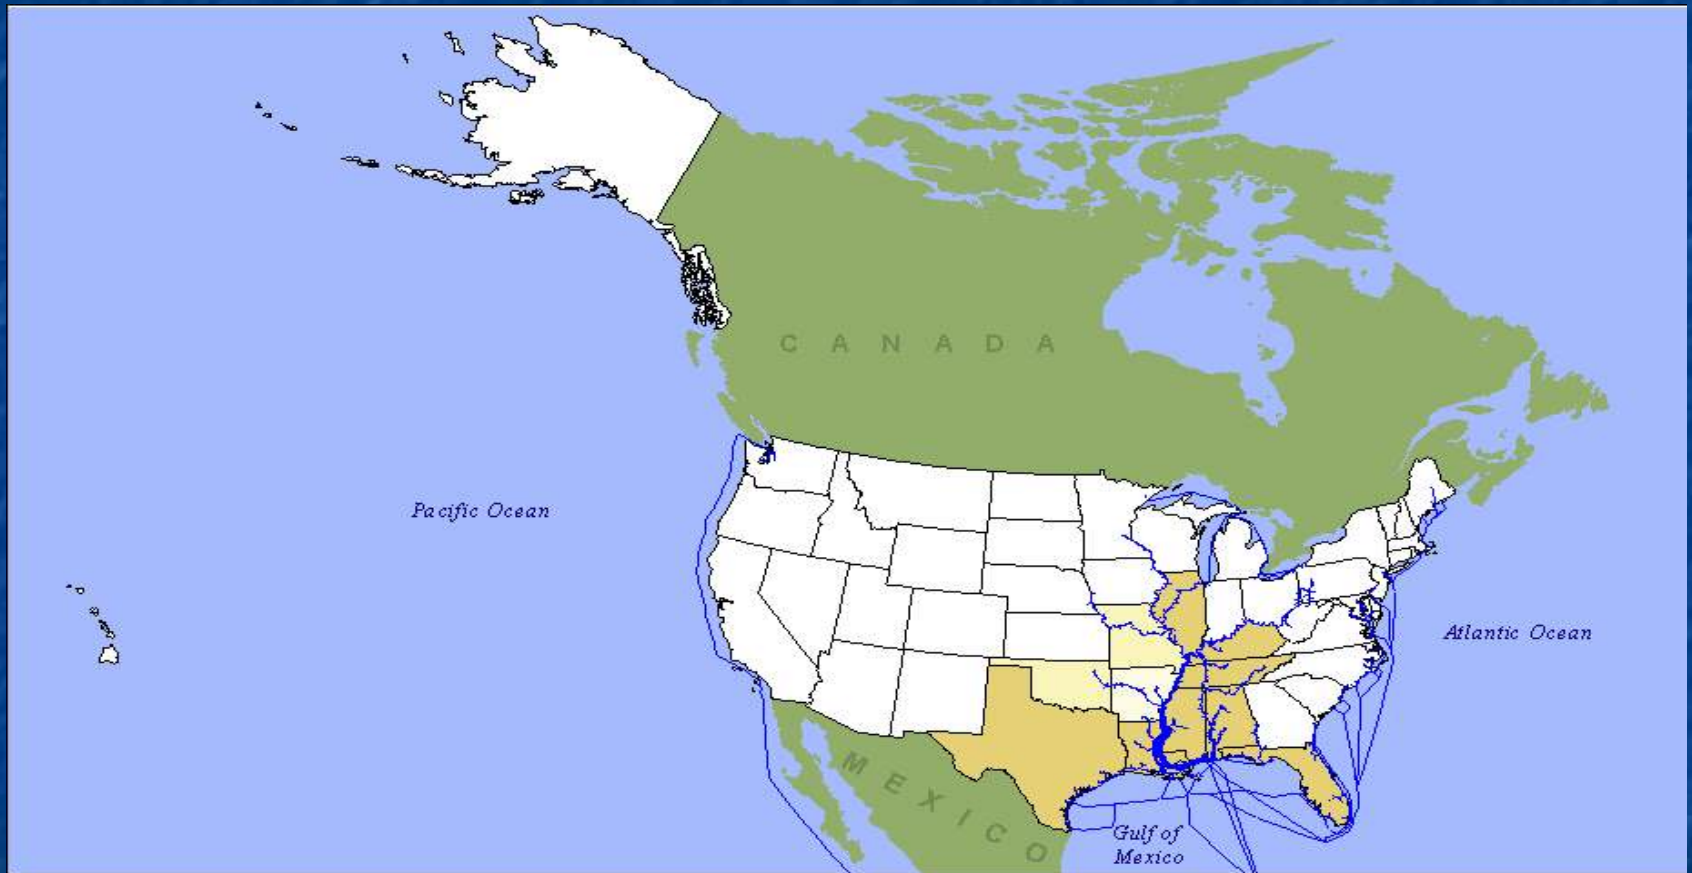 CANADA
Pacific Ocean
Atlantic Ocean
MEXICO
Gulf of
Mexico